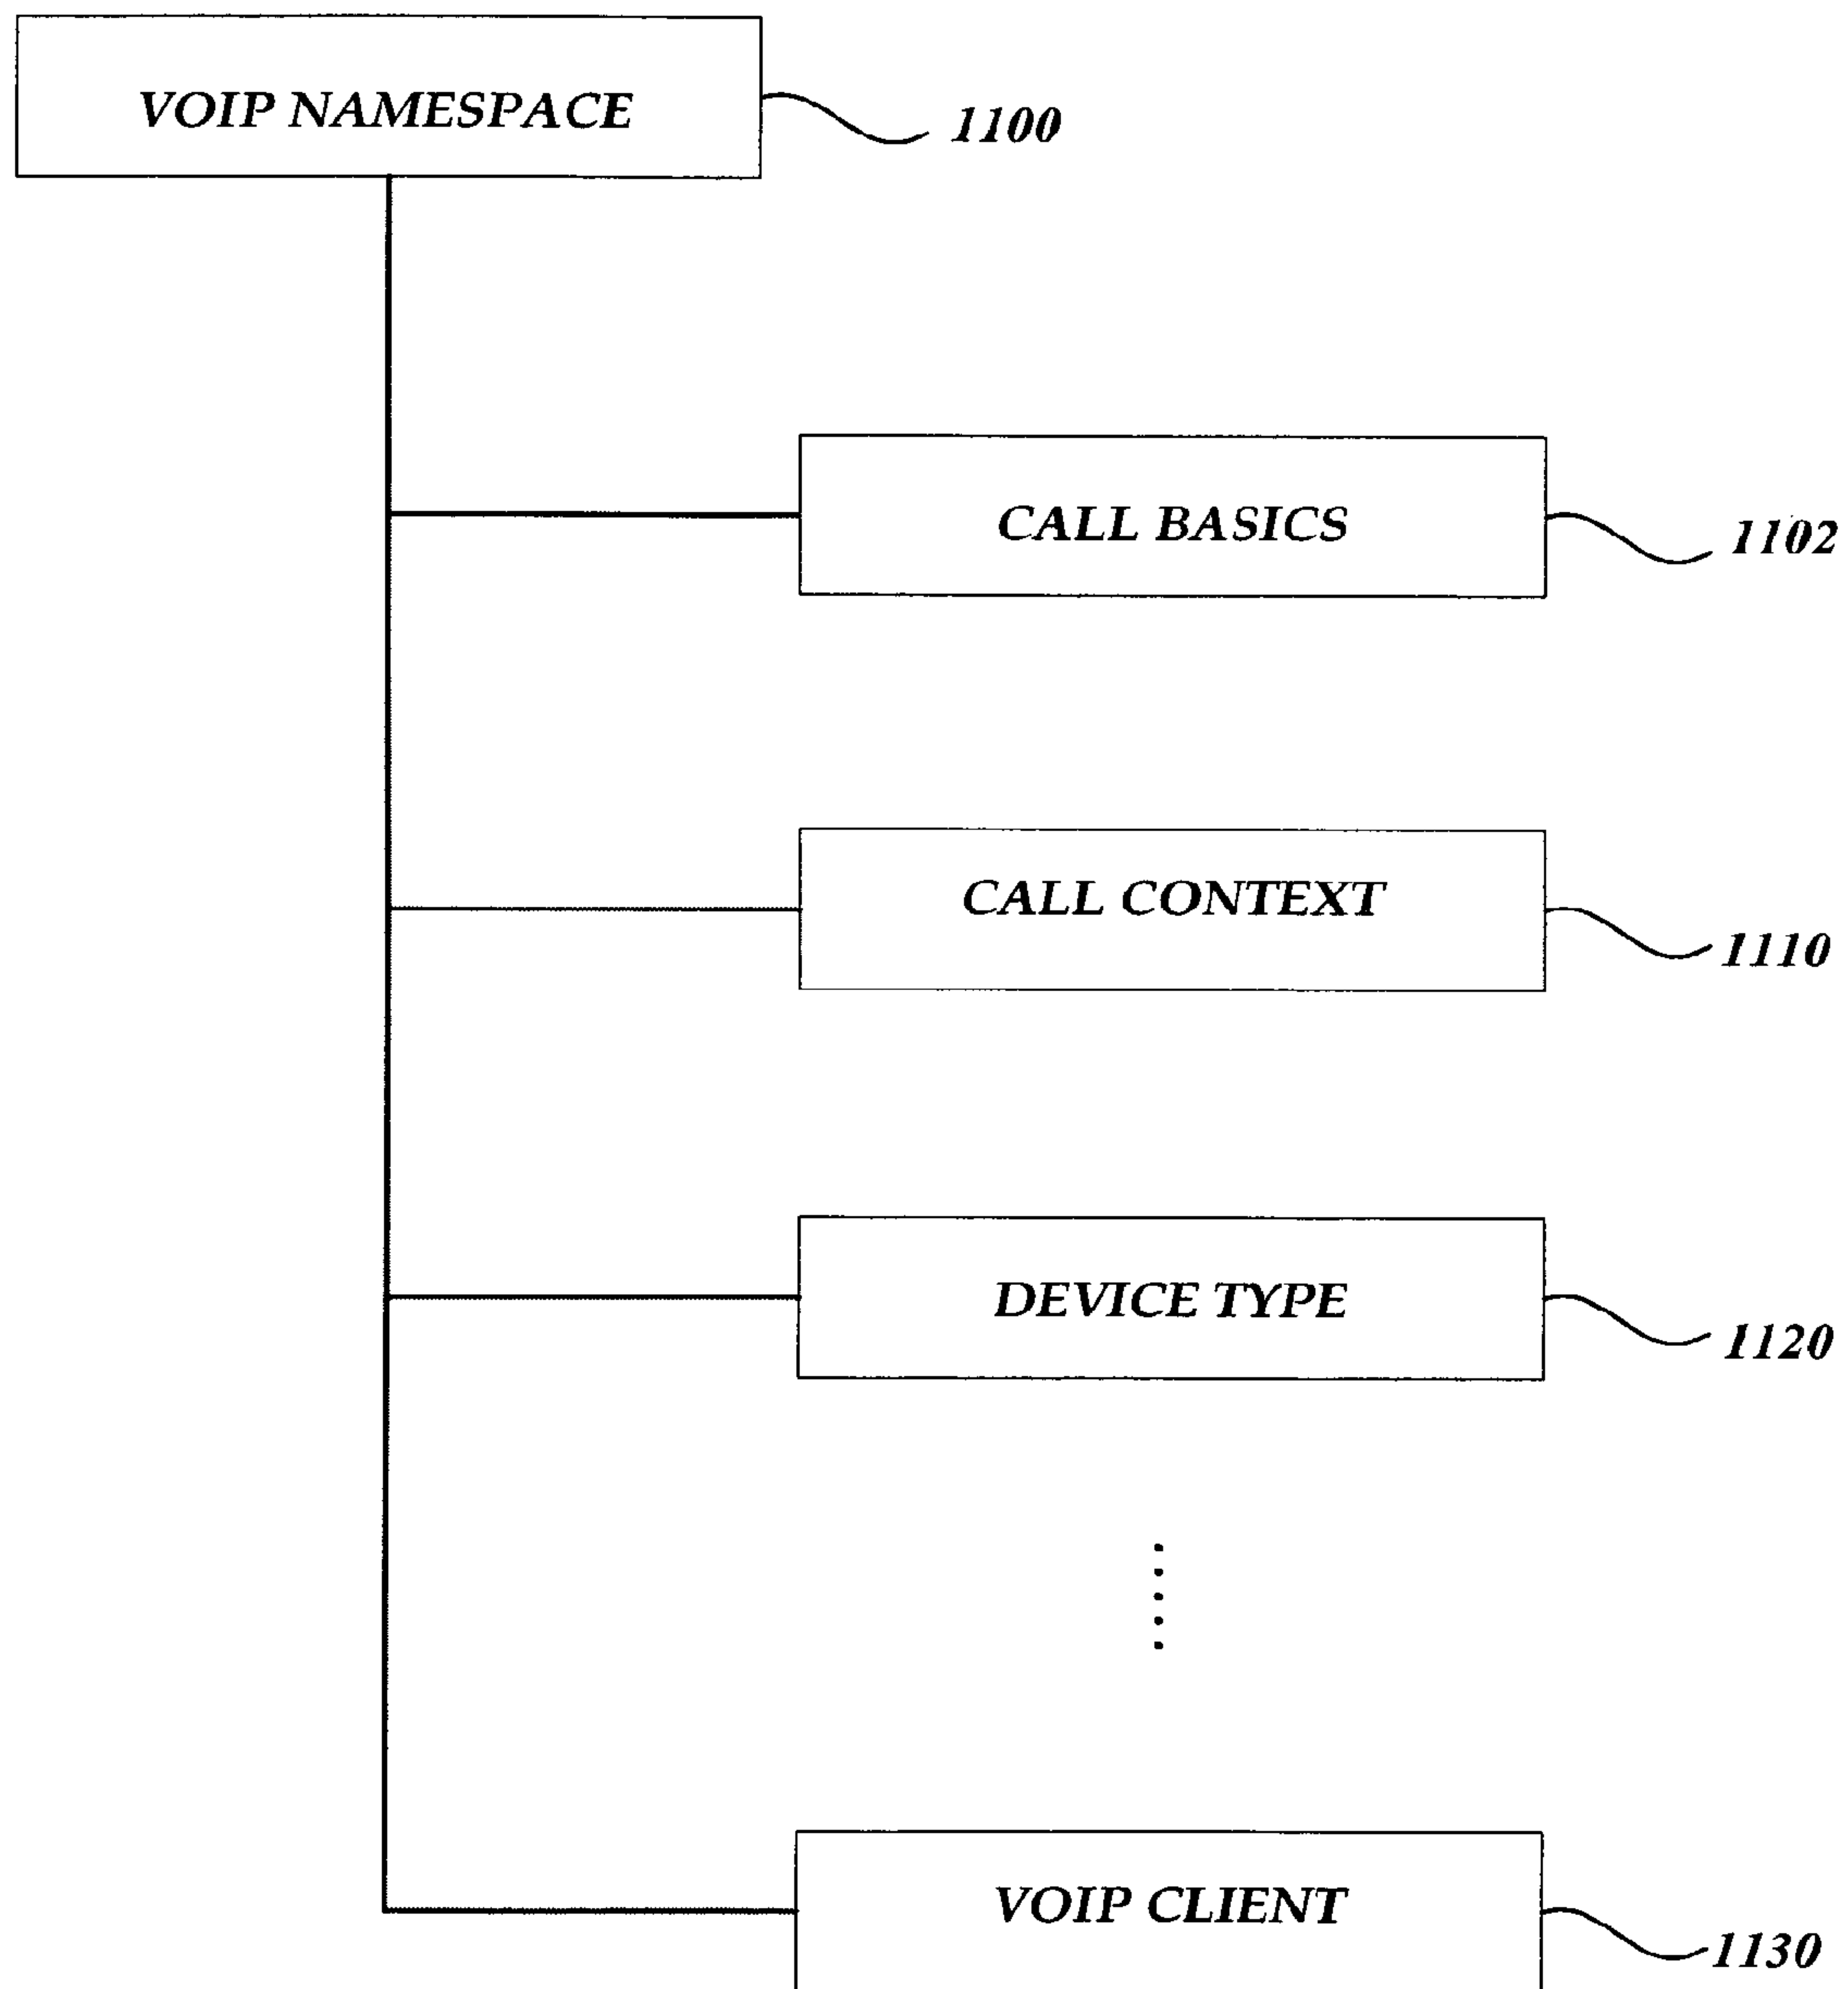 VOIP NAMESPACE
1100
CALL BASICS
1102
CALL CONTEXT
1110
DEVICE TYPE
1120
VOIP CLIENT
1130